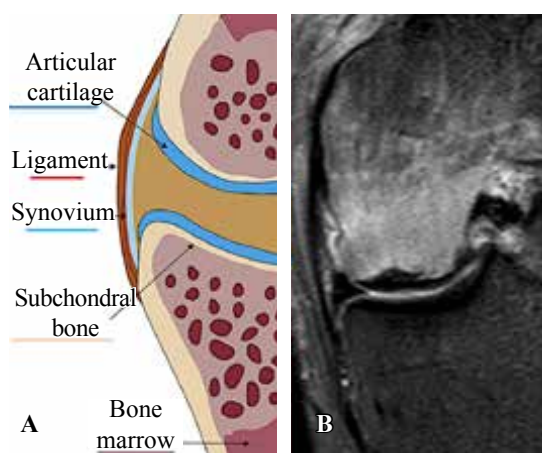 Articular
cartilage
Ligament
Synovium
Subchondral
bone
Bone
marrow
A
B